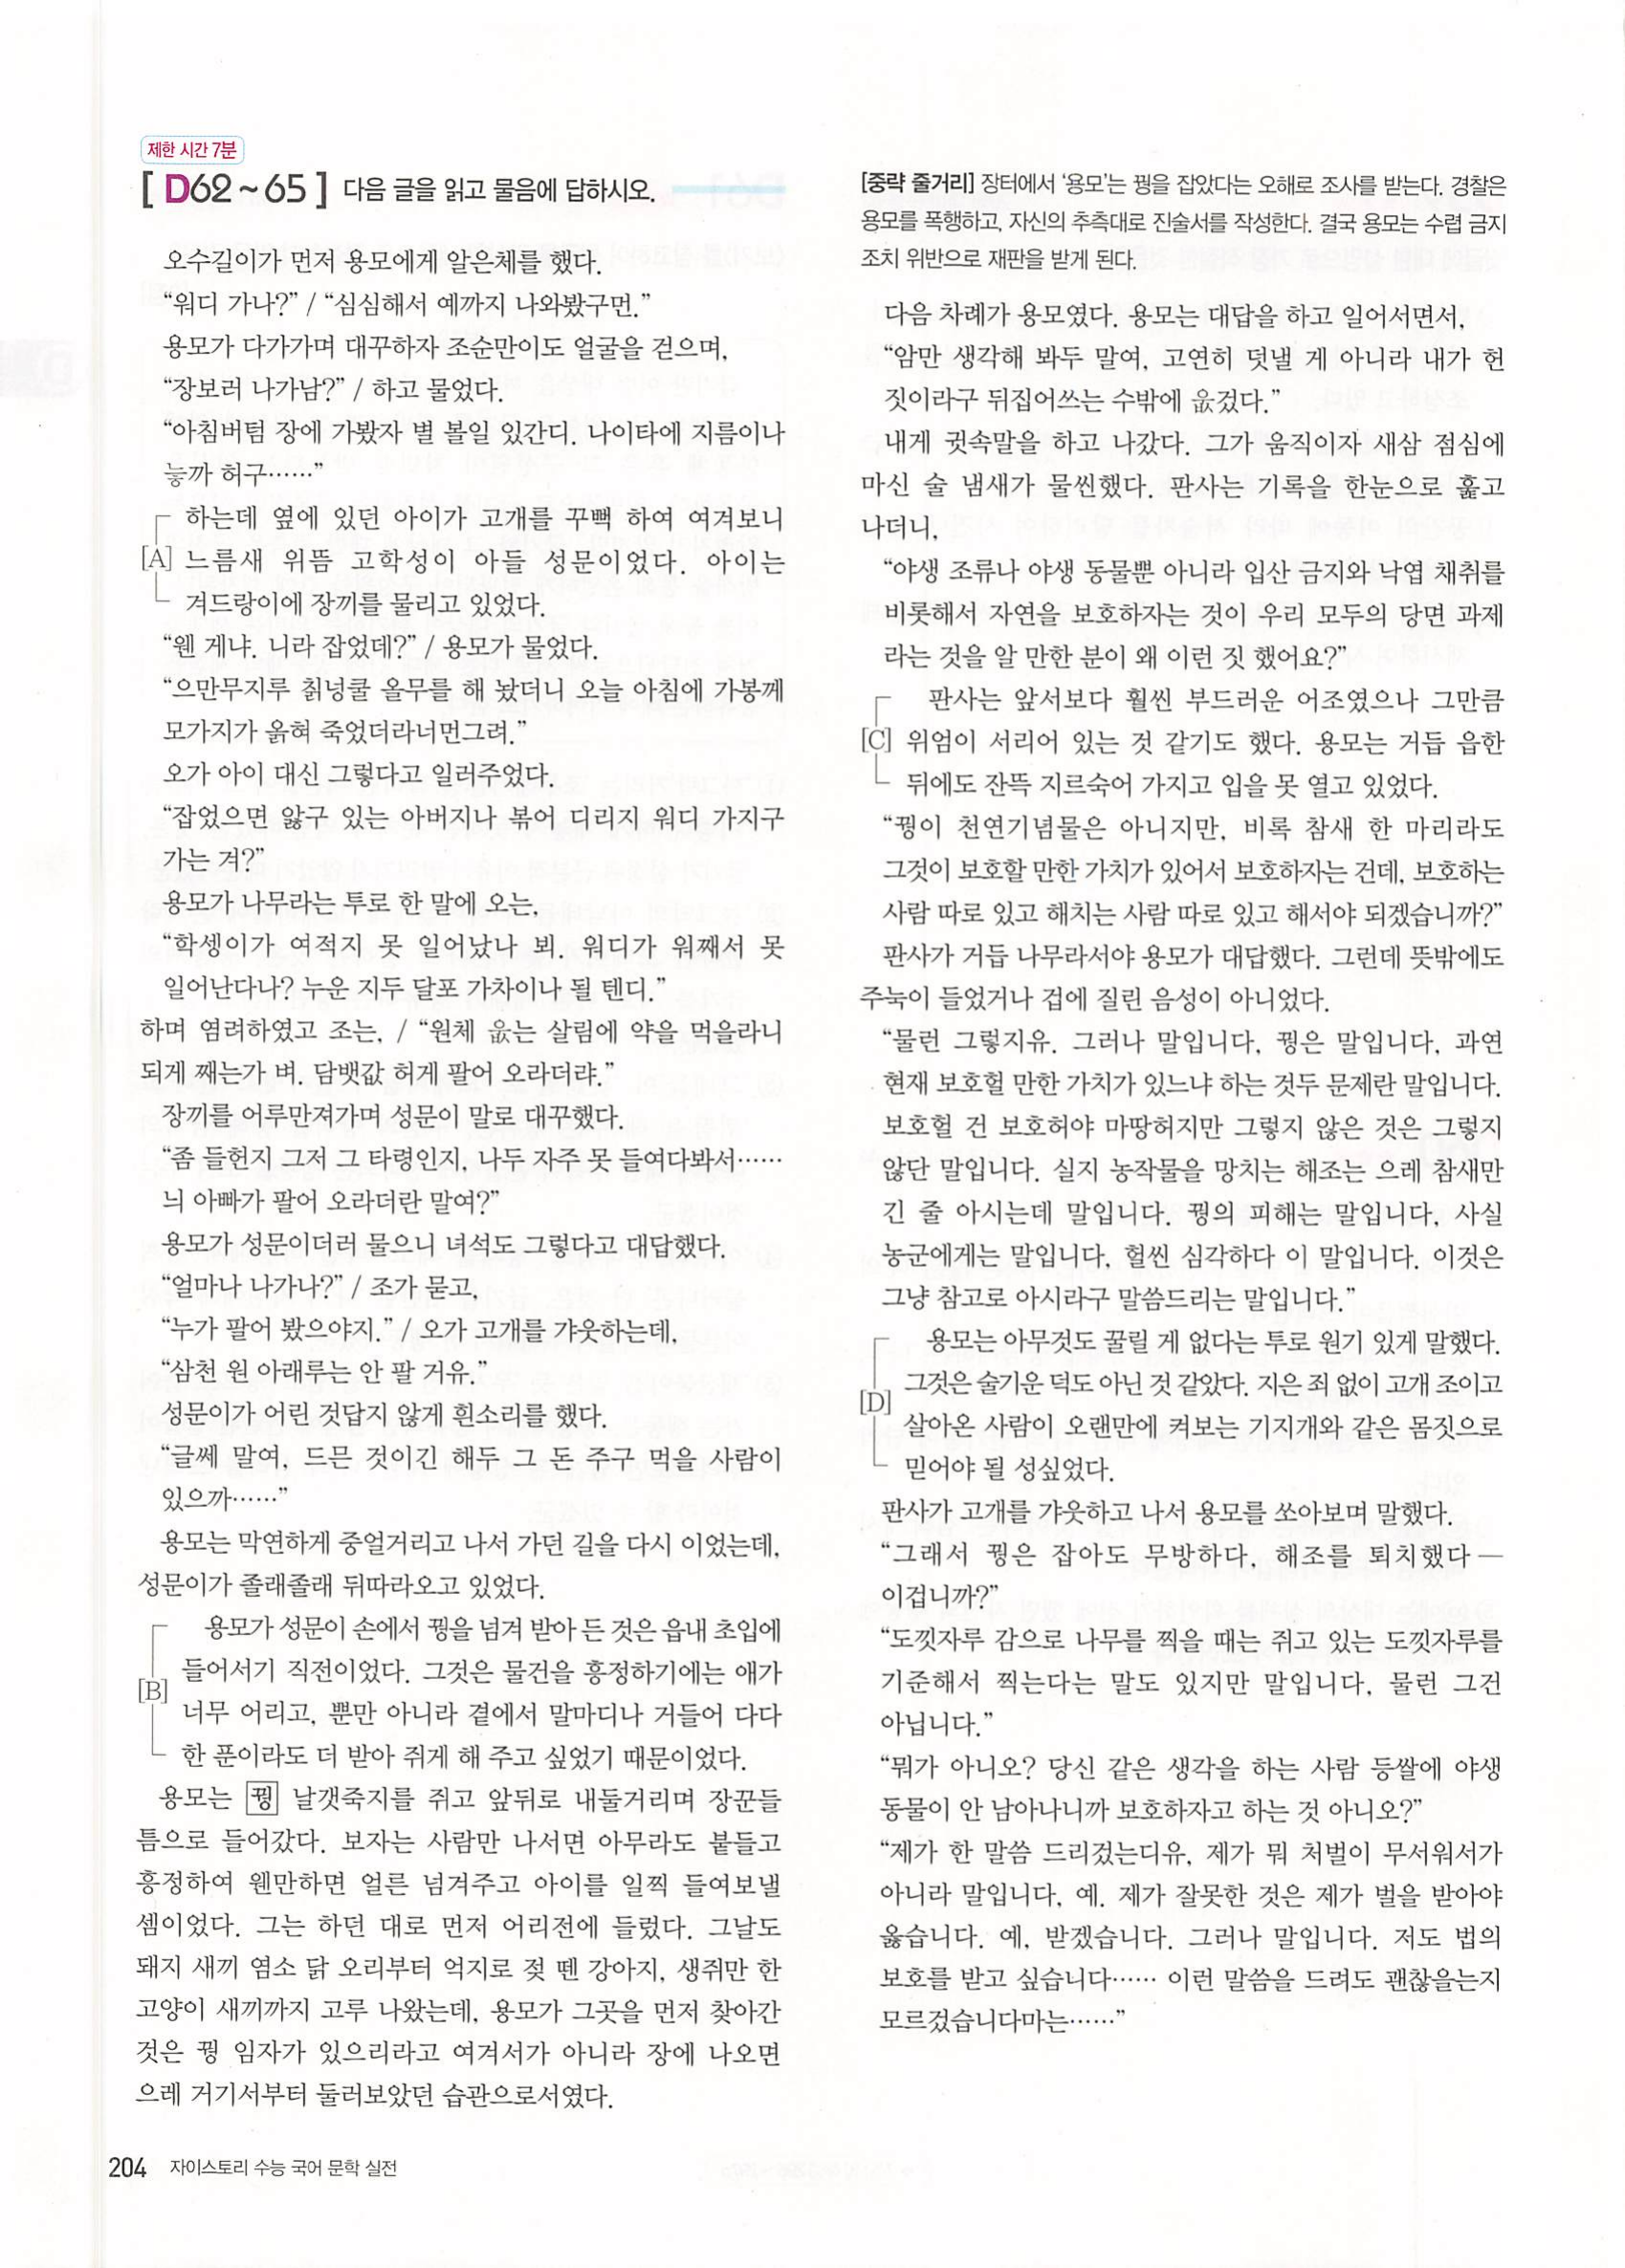 제한 시간 7분
[ D62~65 ] 다음 글을 읽고 물음에 답하시오.
오수길이가 먼저 용모에게 알은체를 했다.
“워디 가나?” / “심심해서 예까지 나와봤구먼.”
용모가 다가가며 대꾸하자 조순만이도 얼굴을 걷으며,
“장보러 나가남?” / 하고 물었다.
“아침버텀 장에 가봤자 별 볼일 있간디. 나이타에 지름이나
늫까 허구……”
하는데 옆에 있던 아이가 고개를 꾸뻑 하여 여겨보니
[A] 느름새 위뜸 고학성이 아들 성문이었다. 아이는
겨드랑이에 장끼를 물리고 있었다.
“웬 게냐. 니라 잡었데?” / 용모가 물었다.
“으만무지루 칡넝쿨 올무를 해 놨더니 오늘 아침에 가봉께
모가지가 옭혀 죽었더라너먼그려.”
오가 아이 대신 그렇다고 일러주었다.
“잡었으면 앓구 있는 아버지나 볶어 디리지 워디 가지구
가는 겨?”
용모가 나무라는 투로 한 말에 오는,
“학셍이가 여적지 못 일어났나 뵈. 워디가 워째서 못
일어난다나? 누운 지두 달포 가차이나 될 텐디.”
하며 염려하였고 조는, / “원체 웂는 살림에 약을 먹을라니
되게 째는가 벼. 담뱃값 허게 팔어 오라더랴.”
장끼를 어루만져가며 성문이 말로 대꾸했다.
“좀 들헌지 그저 그 타령인지, 나두 자주 못 들여다봐서……
늬 아빠가 팔어 오라더란 말여?”
용모가 성문이더러 물으니 녀석도 그렇다고 대답했다.
“얼마나 나가나?” / 조가 묻고,
“누가 팔어 봤으야지.” / 오가 고개를 갸웃하는데,
“삼천 원 아래루는 안 팔 거유.”
성문이가 어린 것답지 않게 흰소리를 했다.
“글쎄 말여, 드믄 것이긴 해두 그 돈 주구 먹을 사람이
있으까……”
용모는 막연하게 중얼거리고 나서 가던 길을 다시 이었는데,
성문이가 졸래졸래 뒤따라오고 있었다.
용모가 성문이 손에서 꿩을 넘겨 받아 든 것은 읍내 초입에
들어서기 직전이었다. 그것은 물건을 흥정하기에는 애가
[B] 너무 어리고, 뿐만 아니라 곁에서 말마디나 거들어 다다
한 푼이라도 더 받아 쥐게 해 주고 싶었기 때문이었다.
용모는 꿩 날갯죽지를 쥐고 앞뒤로 내둘거리며 장꾼들
틈으로 들어갔다. 보자는 사람만 나서면 아무라도 붙들고
흥정하여 웬만하면 얼른 넘겨주고 아이를 일찍 들여보낼
셈이었다. 그는 하던 대로 먼저 어리전에 들렀다. 그날도
돼지 새끼 염소 닭 오리부터 억지로 젖 뗀 강아지, 생쥐만 한
고양이 새끼까지 고루 나왔는데, 용모가 그곳을 먼저 찾아간
것은 꿩 임자가 있으리라고 여겨서가 아니라 장에 나오면
으레 거기서부터 둘러보았던 습관으로서였다.
204 자이스토리 수능 국어 문학 실전
[중략 줄거리] 장터에서 ‘용모’는 꿩을 잡았다는 오해로 조사를 받는다. 경찰은
용모를 폭행하고, 자신의 추측대로 진술서를 작성한다. 결국 용모는 수렵 금지
조치 위반으로 재판을 받게 된다.
다음 차례가 용모였다. 용모는 대답을 하고 일어서면서,
“암만 생각해 봐두 말여, 고연히 덧낼 게 아니라 내가 헌
짓이라구 뒤집어쓰는 수밖에 웂겄다.”
내게 귓속말을 하고 나갔다. 그가 움직이자 새삼 점심에
마신 술 냄새가 물씬했다. 판사는 기록을 한눈으로 훑고
나더니,
“야생 조류나 야생 동물뿐 아니라 입산 금지와 낙엽 채취를
비롯해서 자연을 보호하자는 것이 우리 모두의 당면 과제
라는 것을 알 만한 분이 왜 이런 짓 했어요?”
판사는 앞서보다 훨씬 부드러운 어조였으나 그만큼
[C] 위엄이 서리어 있는 것 같기도 했다. 용모는 거듭 읍한
뒤에도 잔뜩 지르숙어 가지고 입을 못 열고 있었다.
“꿩이 천연기념물은 아니지만, 비록 참새 한 마리라도
그것이 보호할 만한 가치가 있어서 보호하자는 건데, 보호하는
사람 따로 있고 해치는 사람 따로 있고 해서야 되겠습니까?”
판사가 거듭 나무라서야 용모가 대답했다. 그런데 뜻밖에도
주눅이 들었거나 겁에 질린 음성이 아니었다.
“물런 그렇지유. 그러나 말입니다, 꿩은 말입니다, 과연
현재 보호헐 만한 가치가 있느냐 하는 것두 문제란 말입니다.
보호헐 건 보호허야 마땅허지만 그렇지 않은 것은 그렇지
않단 말입니다. 실지 농작물을 망치는 해조는 으레 참새만
긴 줄 아시는데 말입니다. 꿩의 피해는 말입니다, 사실
농군에게는 말입니다, 헐씬 심각하다 이 말입니다. 이것은
그냥 참고로 아시라구 말씀드리는 말입니다.”
용모는 아무것도 꿀릴 게 없다는 투로 원기 있게 말했다.
그것은 술기운 덕도 아닌 것 같았다. 지은 죄 없이 고개 조이고
[D] 살아온 사람이 오랜만에 켜보는 기지개와 같은 몸짓으로
믿어야 될 성싶었다.
판사가 고개를 갸웃하고 나서 용모를 쏘아보며 말했다.
“그래서 꿩은 잡아도 무방하다, 해조를 퇴치했다 —
이겁니까?”
“도낏자루 감으로 나무를 찍을 때는 쥐고 있는 도낏자루를
기준해서 찍는다는 말도 있지만 말입니다, 물런 그건
아닙니다.”
“뭐가 아니오? 당신 같은 생각을 하는 사람 등쌀에 야생
동물이 안 남아나니까 보호하자고 하는 것 아니오?”
“제가 한 말씀 드리겄는디유, 제가 뭐 처벌이 무서워서가
아니라 말입니다, 예. 제가 잘못한 것은 제가 벌을 받아야
옳습니다. 예, 받겠습니다. 그러나 말입니다. 저도 법의
보호를 받고 싶습니다…… 이런 말씀을 드려도 괜찮을는지
모르겄습니다마는……”